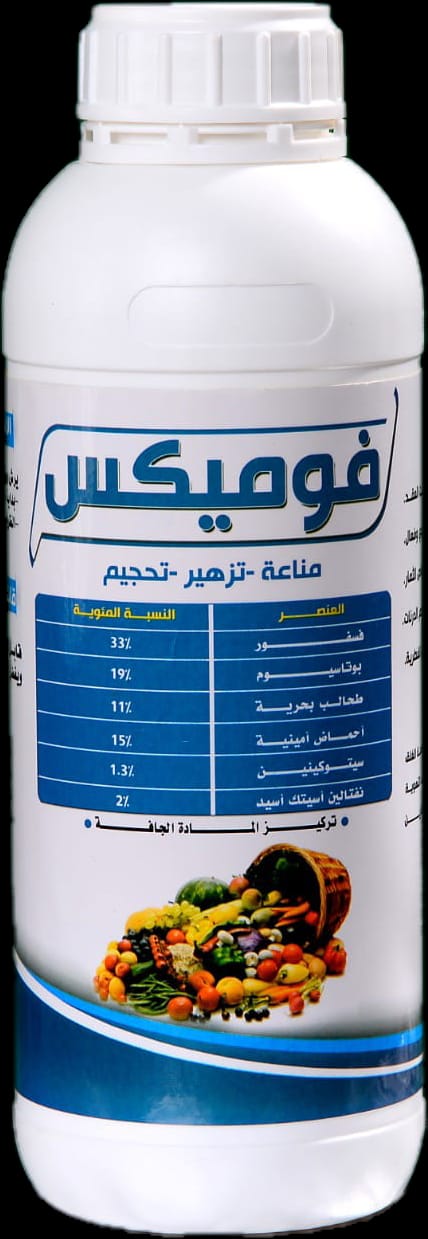 فوميكس
مناعة -تزهير -تحجيم
العنصر النسبة المئوية
فسفور 33٪
بوتاسيوم 19٪
طحالب بحرية 11٪
أحماض أمينية 15٪
سيتوكينين 1.3٪
نفتالين أسيتك أسيد 2٪
• تركيز المادة الجافة •